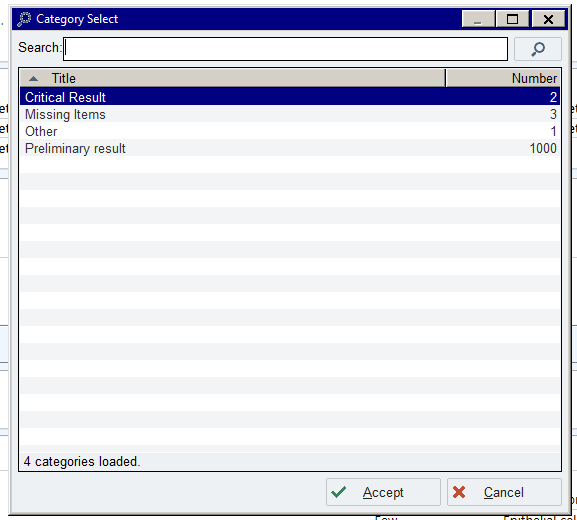 Category Select
Search:
Title Number
Critical Result 2
Missing Items 3
Other 1
Preliminary result 1000
4 categories loaded.
Accept Cancel